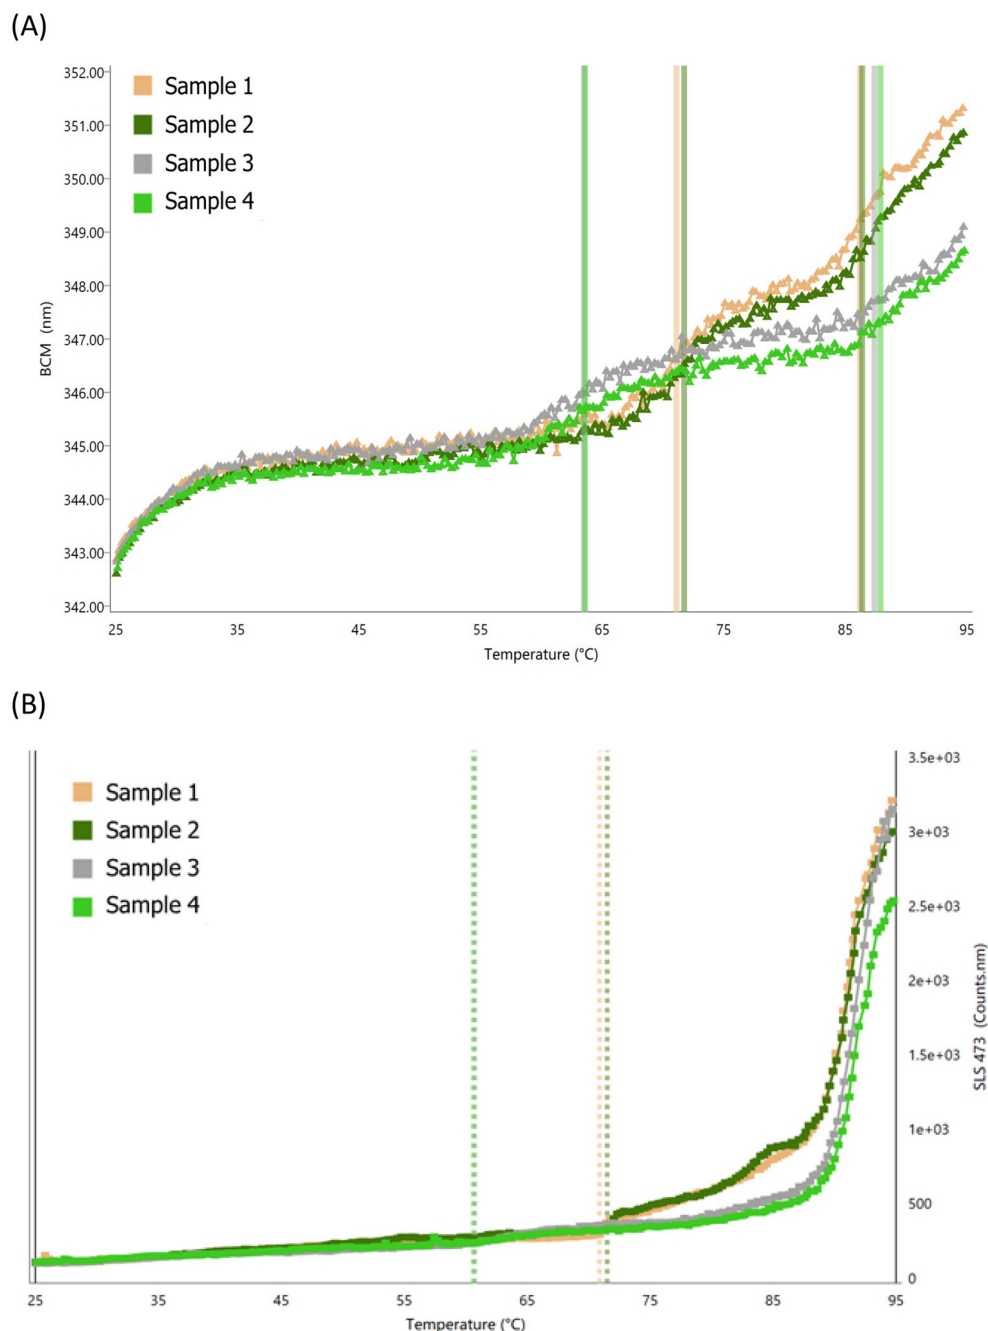 (A)
352.00
351.00
350.00
349.00
348.00
347.00
346.00
345.00
344.00
343.00
342.00
BCM (nm)
Sample 1
Sample 2
Sample 3
Sample 4
25 35 45 55 65 75 85 95
Temperature (°C)
(B)
Sample 1
Sample 2
Sample 3
Sample 4
3.5e+03
3e+03
2.5e+03
2e+03
1.5e+03
1e+03
500
0
SLS 473 (Counts.nm)
25 35 45 55 65 75 85 95
Temperature (°C)